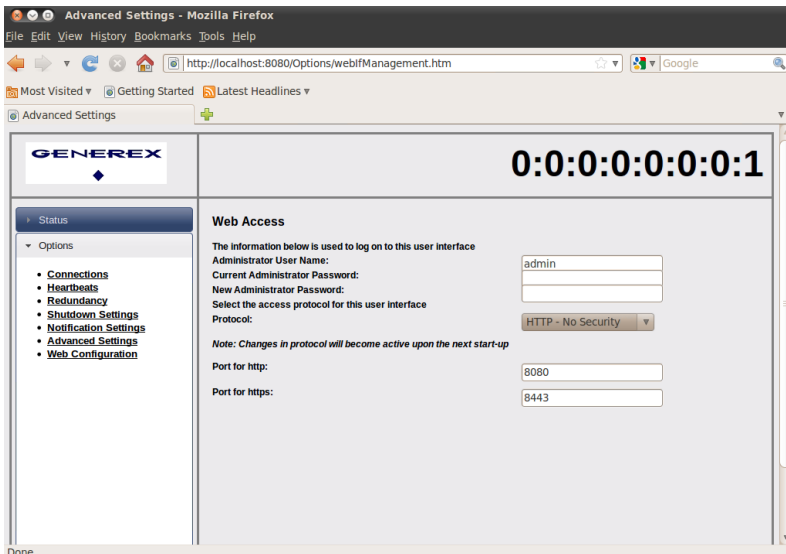 Advanced Settings - Mozilla Firefox
File Edit View History Bookmarks Tools Help
http://localhost:8080/Options/webIfManagement.htm
Google
Most Visited Getting Started Latest Headlines
Advanced Settings
GENEREX
0:0:0:0:0:0:0:1
Status
Options
Connections
Heartbeats
Redundancy
Shutdown Settings
Notification Settings
Advanced Settings
Web Configuration
Web Access
The information below is used to log on to this user interface
Administrator User Name: admin
Current Administrator Password:
New Administrator Password:
Select the access protocol for this user interface
Protocol: HTTP - No Security
Note: Changes in protocol will become active upon the next start-up
Port for http: 8080
Port for https: 8443
Done